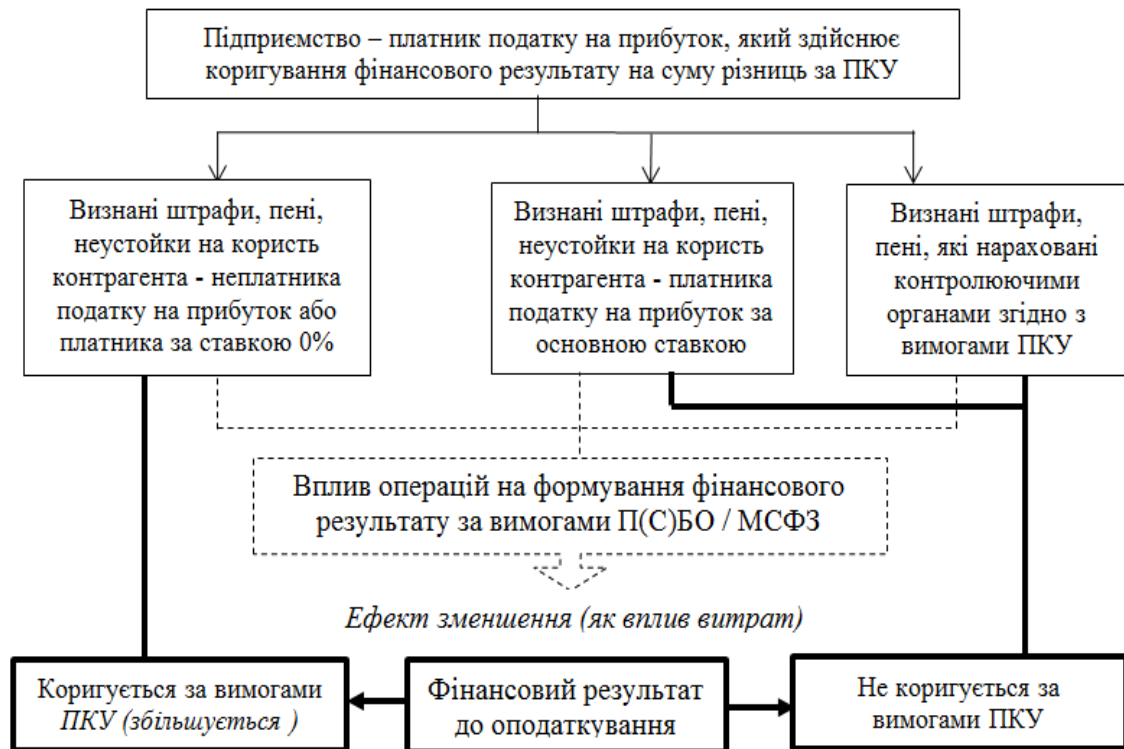 Підприємство – платник податку на прибуток, який здійснює
коригування фінансового результату на суму різниць за ПКУ
Визнані штрафи, пені,
неустойки на користь
контрагента - неплатника
податку на прибуток або
платника за ставкою 0%
Визнані штрафи, пені,
неустойки на користь
контрагента - платника
податку на прибуток за
основною ставкою
Визнані штрафи,
пені, які нараховані
контролюючими
органами згідно з
вимогами ПКУ
Вплив операцій на формування фінансового
результату за вимогами П(С)БО / МСФЗ
Ефект зменшення (як вплив витрат)
Коригується за вимогами
ПКУ (збільшується )
Фінансовий результат
до оподаткування
Не коригується за
вимогами ПКУ